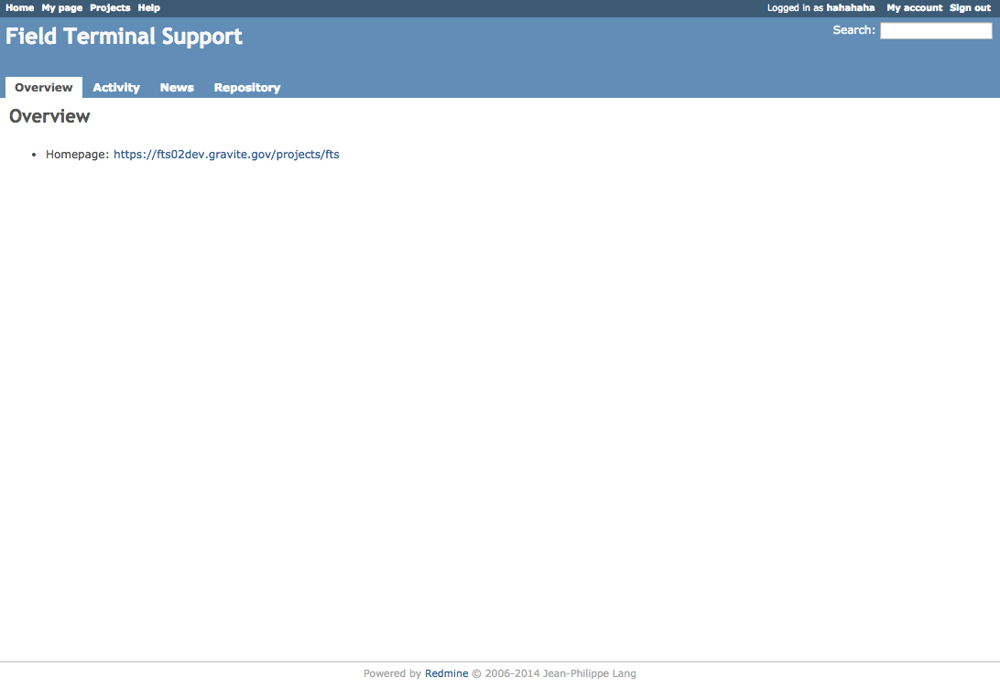 Home My page Projects Help Logged in as hahahaha My account Sign out
Field Terminal Support Search:
Overview Activity News Repository
Overview
• Homepage: https://fts02dev.gravite.gov/projects/fts
Powered by Redmine © 2006-2014 Jean-Philippe Lang